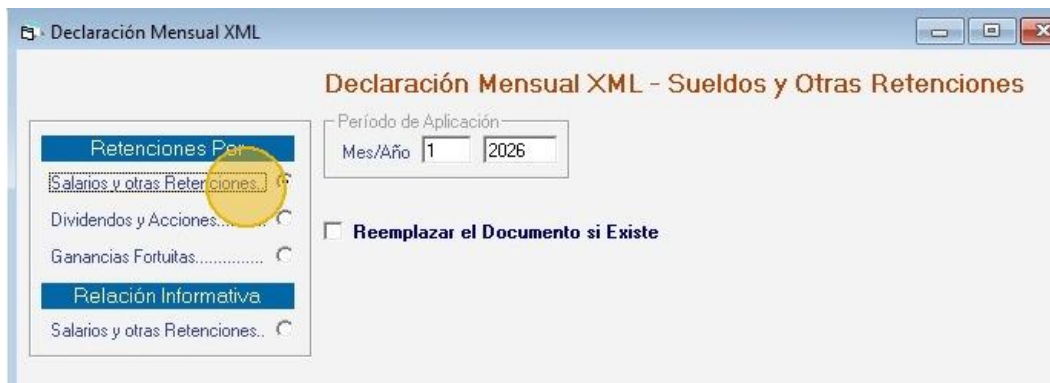 Declaración Mensual XML
Declaración Mensual XML - Sueldos y Otras Retenciones
Retenciones Por
Salarios y otras Retenciones..
Dividendos y Acciones..........
Ganancias Fortuitas...............
Relación Informativa
Salarios y otras Retenciones..
Período de Aplicación
Mes/Año 1 2026
Reemplazar el Documento si Existe